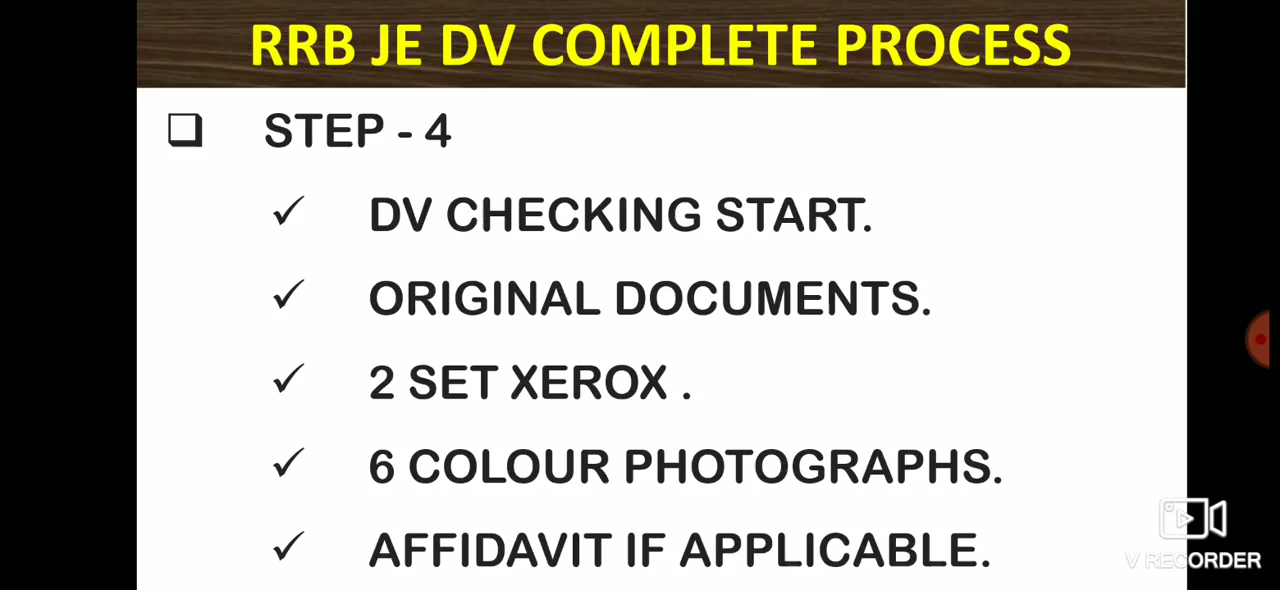 RRB JE DV COMPLETE PROCESS
STEP - 4
DV CHECKING START.
ORIGINAL DOCUMENTS.
2 SET XEROX .
6 COLOUR PHOTOGRAPHS.
AFFIDAVIT IF APPLICABLE.
V RECORDER